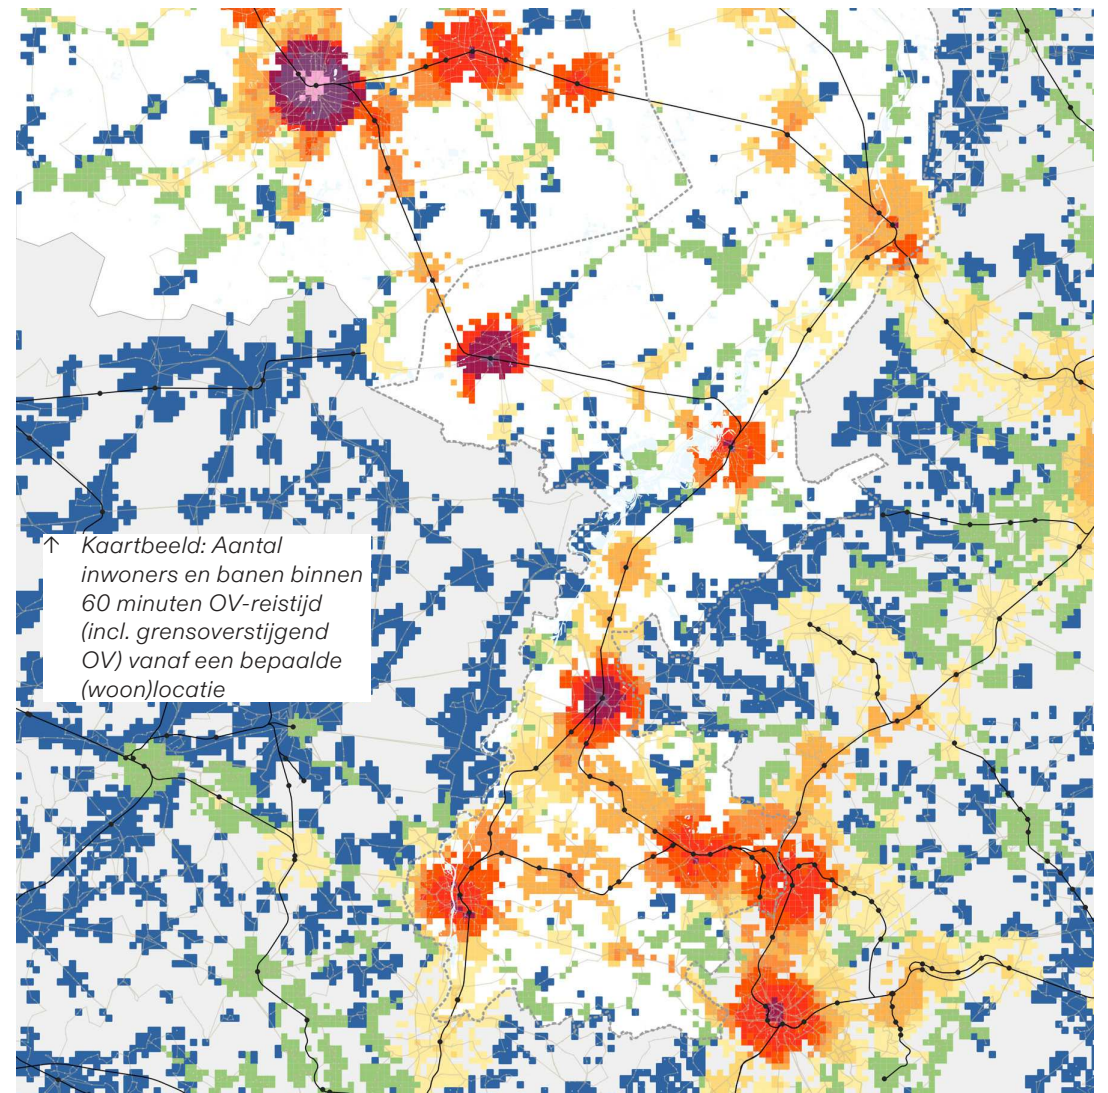 ↑ Kaartbeeld: Aantal
inwoners en banen binnen
60 minuten OV-reistijd
(incl. grensoverstijgend
OV) vanaf een bepaalde
(woon)locatie